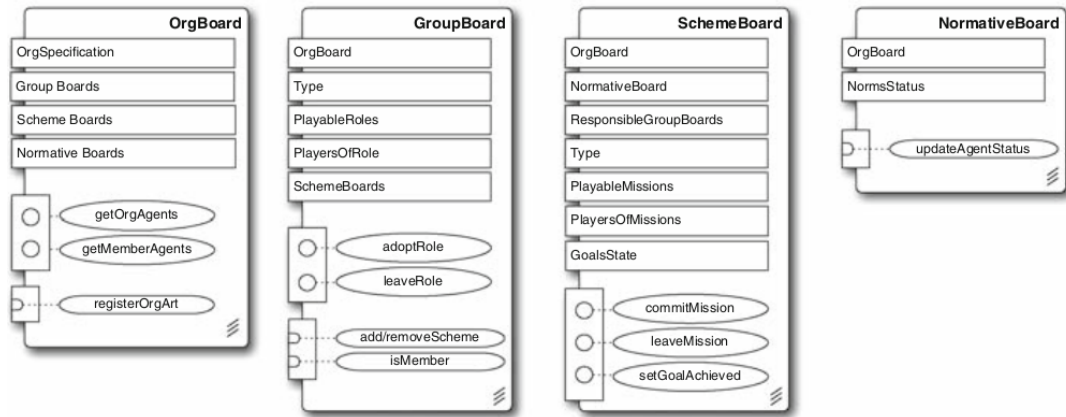 OrgBoard
OrgSpecification
Group Boards
Scheme Boards
Normative Boards
getOrgAgents
getMemberAgents
registerOrgArt
GroupBoard
OrgBoard
Type
PlayableRoles
PlayersOfRole
SchemeBoards
adoptRole
leaveRole
add/removeScheme
isMember
SchemeBoard
OrgBoard
NormativeBoard
ResponsibleGroupBoards
Type
PlayableMissions
PlayersOfMissions
GoalsState
commitMission
leaveMission
setGoalAchieved
NormativeBoard
OrgBoard
NormsStatus
updateAgentStatus